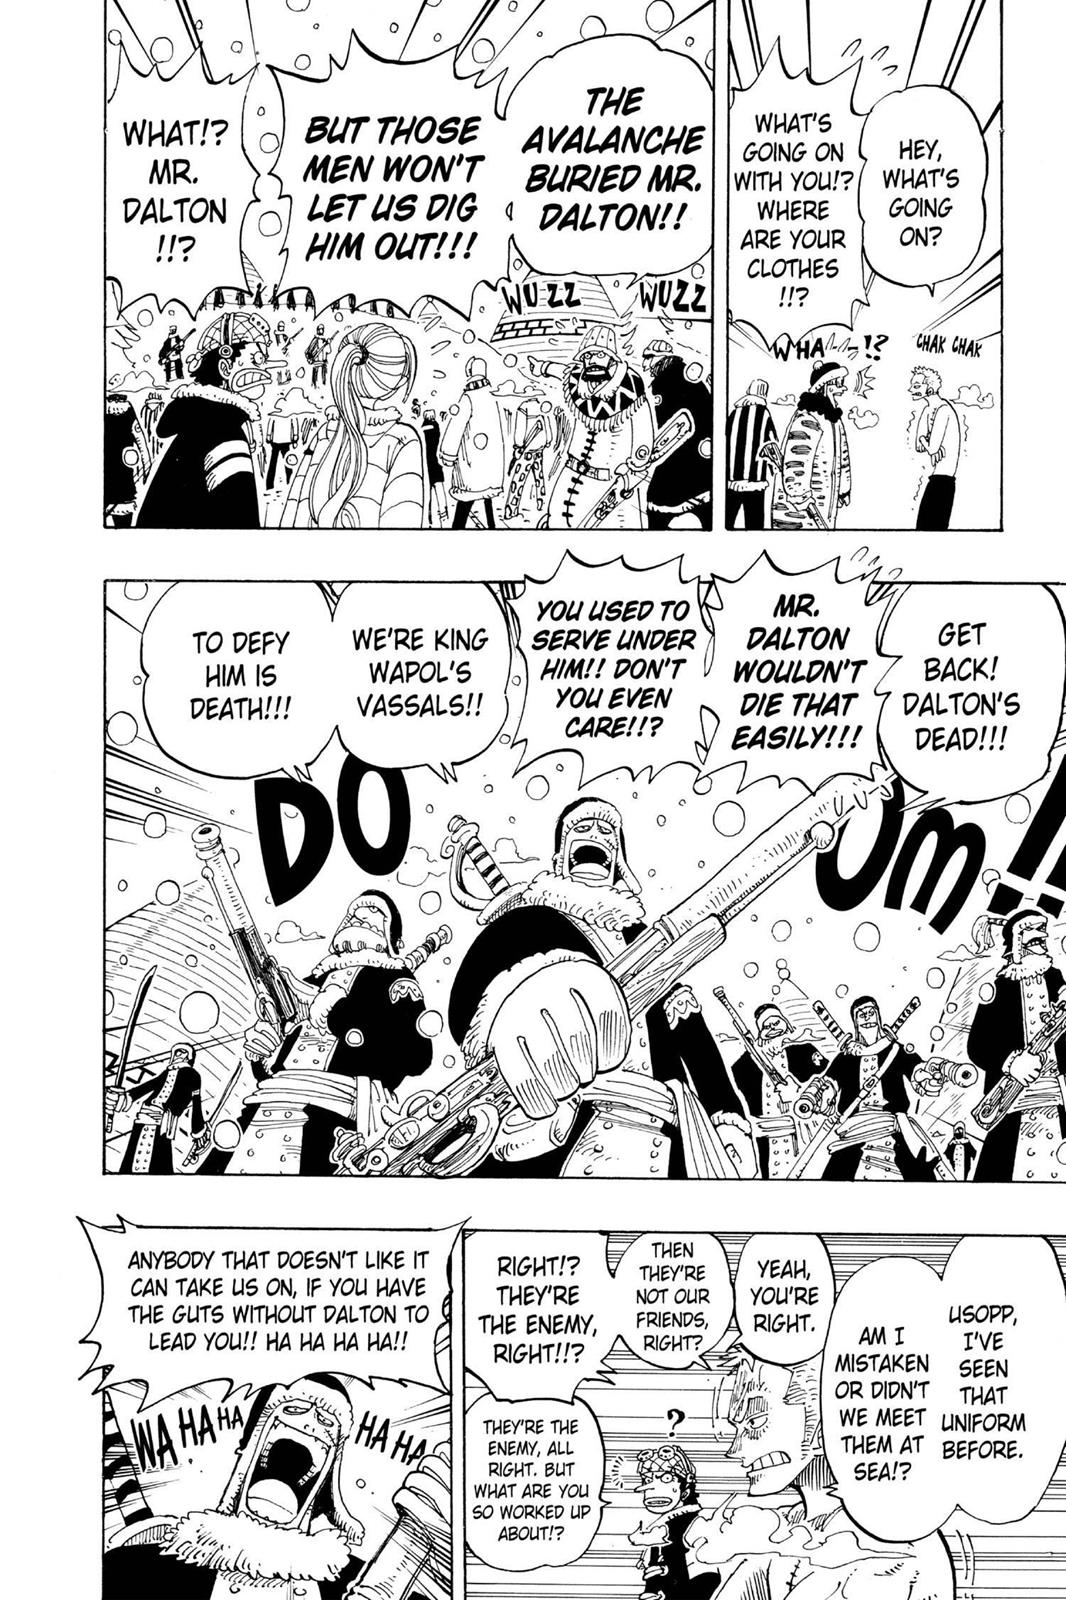 HEY,
WHAT'S
GOING
ON?
WHAT'S
GOING ON
WITH YOU!?
WHERE
ARE YOUR
CLOTHES
!!?
CHAK CHAK
WHA
!?
THE
AVALANCHE
BURIED MR.
DALTON!!
BUT THOSE
MEN WON'T
LET US DIG
HIM OUT!!!
WHAT!?
MR.
DALTON
!!?
WUZZ
WUZZ
GET
BACK!
DALTON'S
DEAD!!!
MR.
DALTON
WOULDN'T
DIE THAT
EASILY!!!
YOU USED TO
SERVE UNDER
HIM!! DON'T
YOU EVEN
CARE!!?
WE'RE KING
WAPOL'S
VASSALS!!
TO DEFY
HIM IS
DEATH!!!
DO
OM!!
USOPP,
I'VE
SEEN
THAT
UNIFORM
BEFORE.
AM I
MISTAKEN
OR DIDN'T
WE MEET
THEM AT
SEA!?
YEAH,
YOU'RE
RIGHT.
THEN
THEY'RE
NOT OUR
FRIENDS,
RIGHT?
RIGHT!?
THEY'RE
THE ENEMY,
RIGHT!!?
?
THEY'RE THE
ENEMY, ALL
RIGHT. BUT
WHAT ARE YOU
SO WORKED UP
ABOUT!?
ANYBODY THAT DOESN'T LIKE IT
CAN TAKE US ON, IF YOU HAVE
THE GUTS WITHOUT DALTON TO
LEAD YOU!! HA HA HA HA!!
WA HA HA
HA HA HA